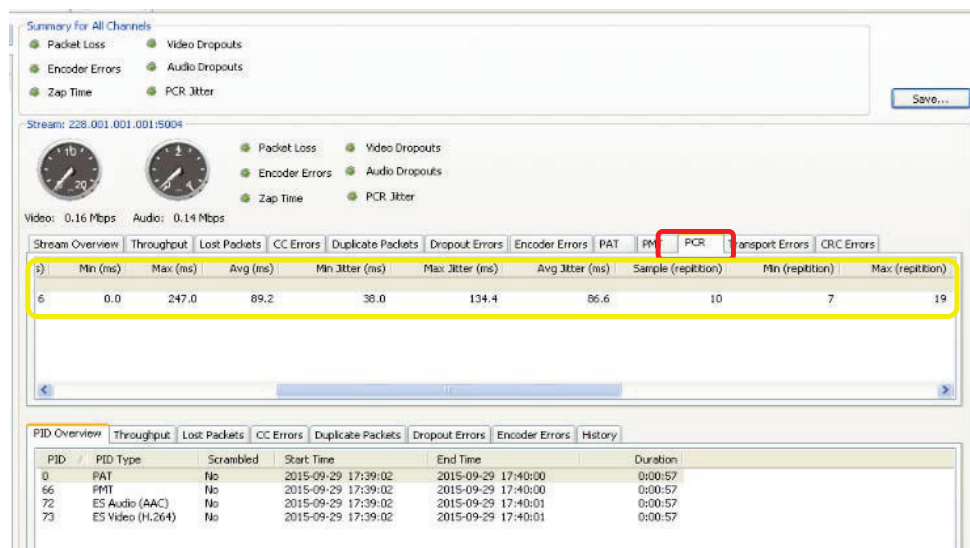 Summary for All Channels
Packet Loss Video Dropouts
Encoder Errors Audio Dropouts
Zap Time PCR Jitter
Save...
Stream: 228.001.001.001:5004
Packet Loss Video Dropouts
Encoder Errors Audio Dropouts
Zap Time PCR Jitter
Video: 0.16 Mbps Audio: 0.14 Mbps
Stream Overview Throughput Lost Packets CC Errors Duplicate Packets Dropout Errors Encoder Errors PAT PMT PCR Transport Errors CRC Errors
s) Min (ms) Max (ms) Avg (ms) Min Jitter (ms) Max Jitter (ms) Avg Jitter (ms) Sample (repitition) Min (repitition) Max (repitition)
6 0.0 247.0 89.2 38.0 134.4 86.6 10 7 19
PID Overview Throughput Lost Packets CC Errors Duplicate Packets Dropout Errors Encoder Errors History
PID PID Type Scrambled Start Time End Time Duration
0 PAT No 2015-09-29 17:39:02 2015-09-29 17:40:00 0:00:57
66 PMT No 2015-09-29 17:39:02 2015-09-29 17:40:00 0:00:57
72 ES Audio (AAC) No 2015-09-29 17:39:02 2015-09-29 17:40:01 0:00:57
73 ES Video (H.264) No 2015-09-29 17:39:02 2015-09-29 17:40:01 0:00:57